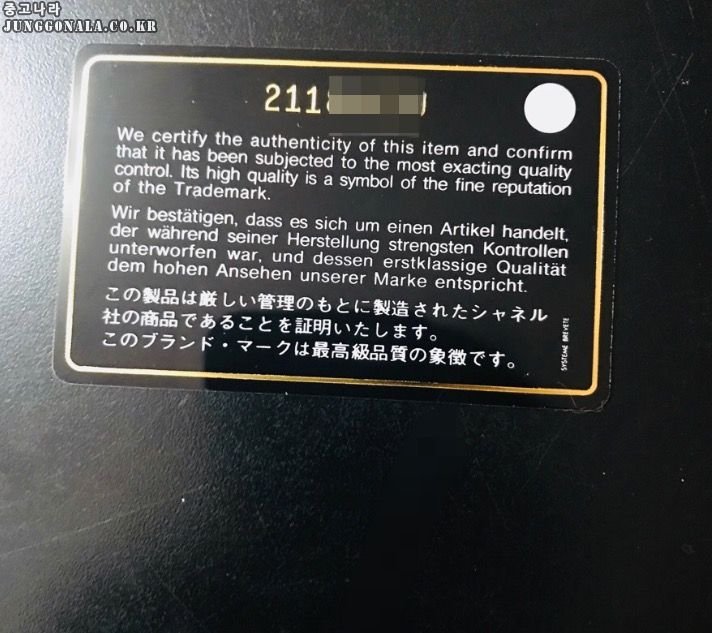 중고나라
JUNGGONALA.CO.KR
211
We certify the authenticity of this item and confirm
that it has been subjected to the most exacting quality
control. Its high quality is a symbol of the fine reputation
of the Trademark.
Wir bestätigen, dass es sich um einen Artikel handelt,
der während seiner Herstellung strengsten Kontrollen
unterworfen war, und dessen erstklassige Qualität
dem hohen Ansehen unserer Marke entspricht.
この製品は厳しい管理のもとに製造されたシャネル
社の商品であることを証明いたします。
このブランド・マークは最高級品質の象徴です。
SYSTEME BREVETE